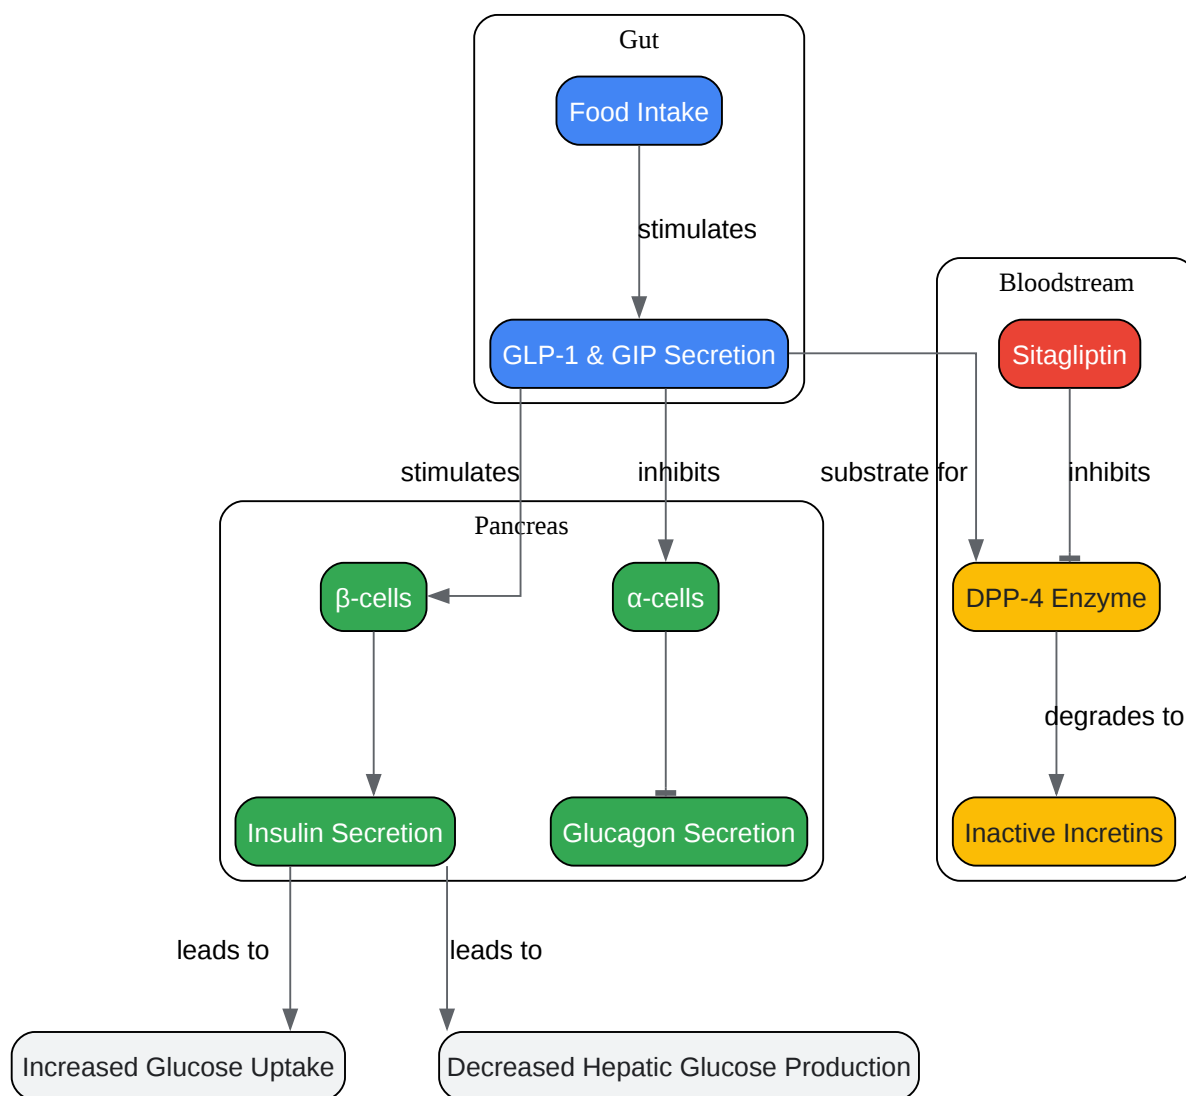 Gut
Food Intake
stimulates
Bloodstream
GLP-1 & GIP Secretion
Sitagliptin
stimulates
inhibits
substrate for
inhibits
Pancreas
β-cells
α-cells
DPP-4 Enzyme
degrades to
Insulin Secretion
Glucagon Secretion
Inactive Incretins
leads to
leads to
Increased Glucose Uptake
Decreased Hepatic Glucose Production